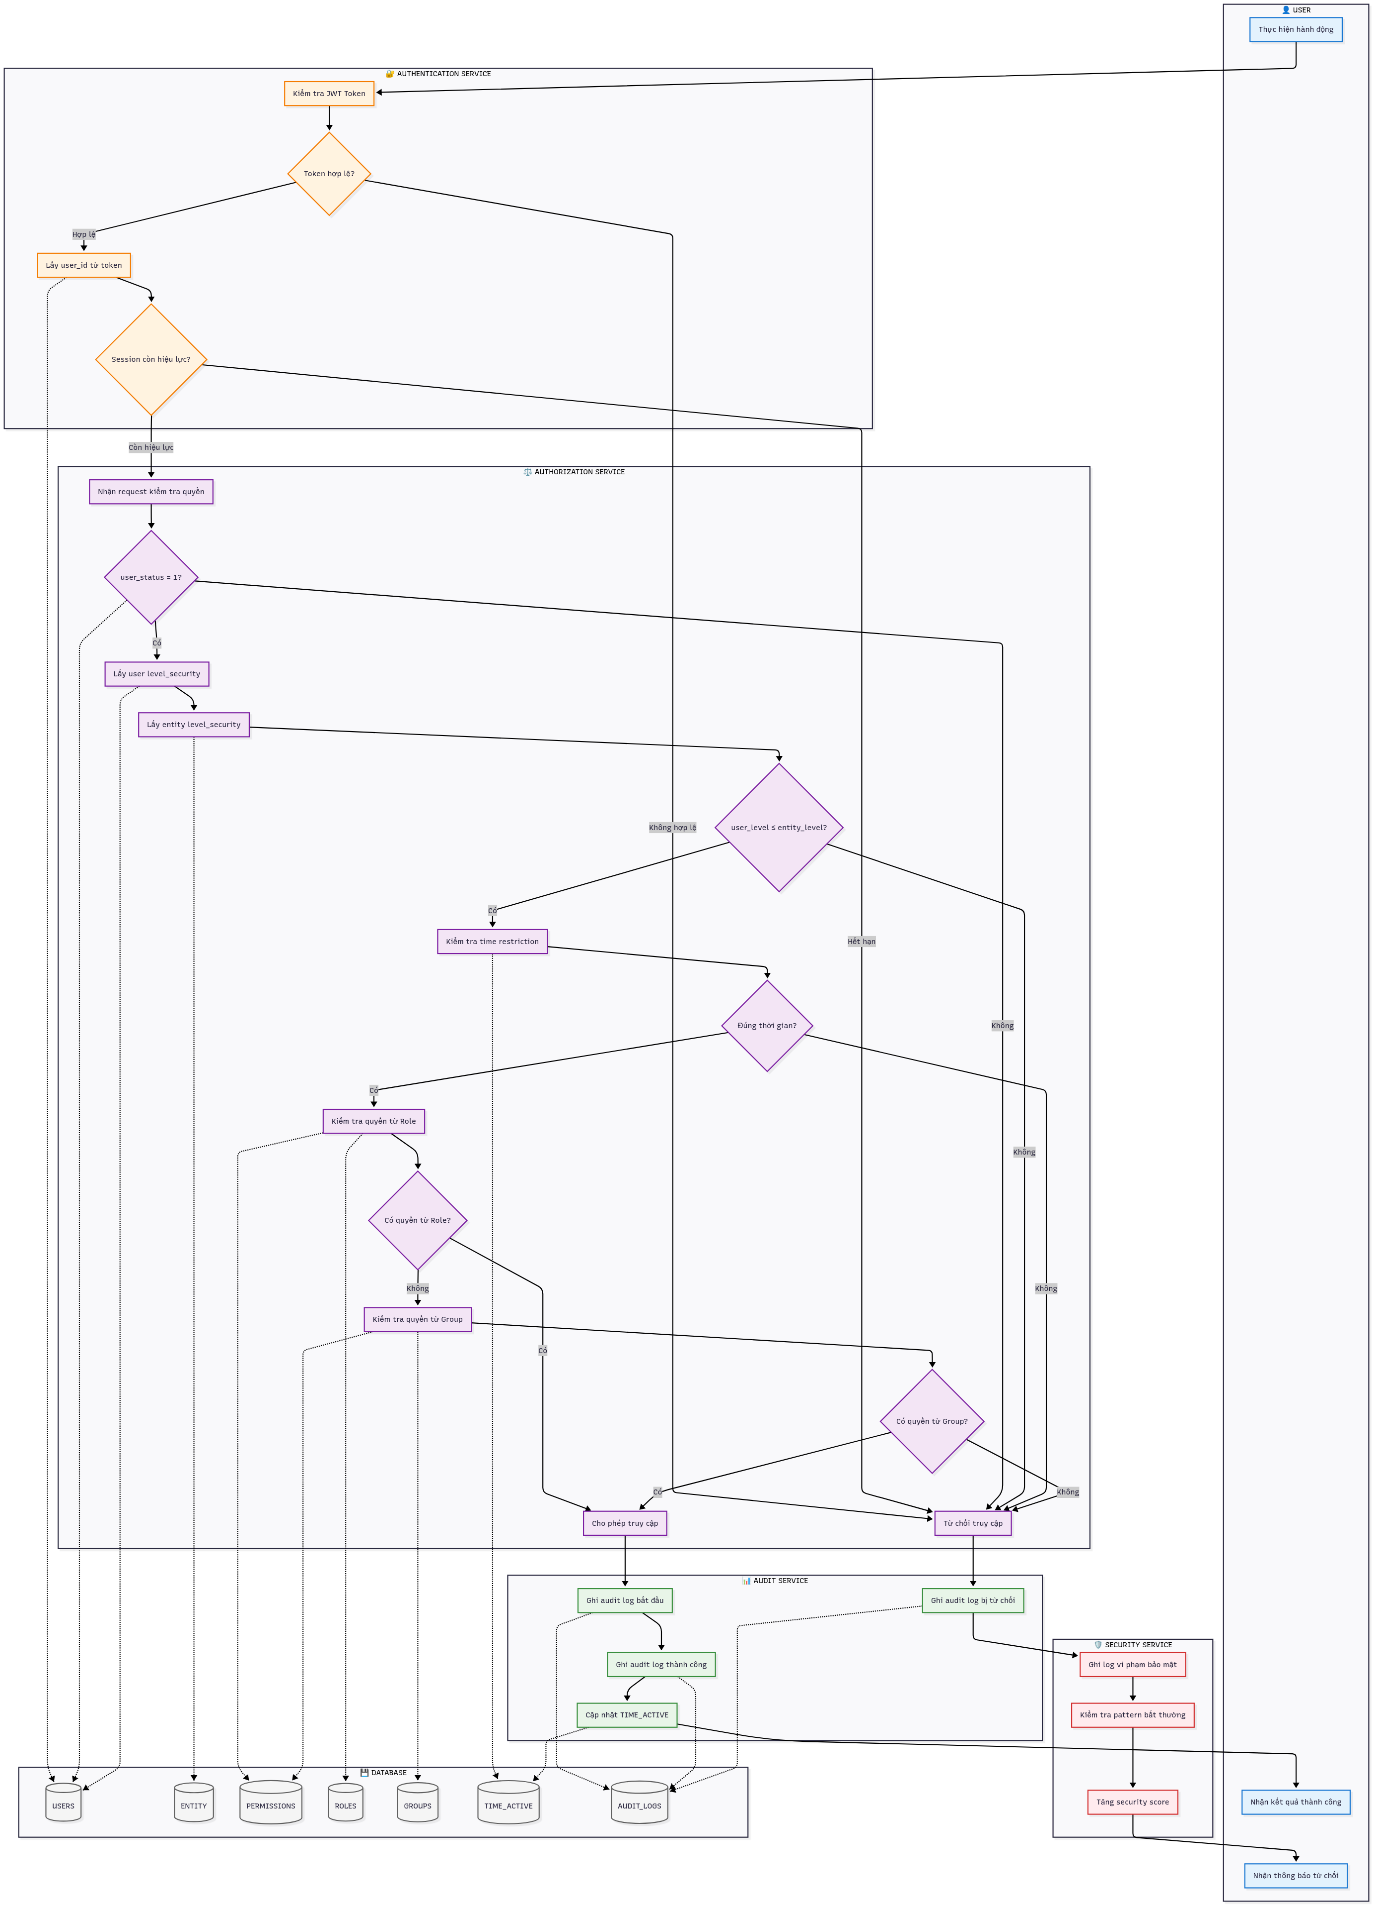 👤 USER
Thực hiện hành động
🔐 AUTHENTICATION SERVICE
Kiểm tra JWT Token
Token hợp lệ?
Hợp lệ
Lấy user_id từ token
Session còn hiệu lực?
Còn hiệu lực
⚖️ AUTHORIZATION SERVICE
Nhận request kiểm tra quyền
user_status = 1?
Có
Lấy user level_security
Lấy entity level_security
user_level ≤ entity_level?
Không hợp lệ
Có
Kiểm tra time restriction
Hết hạn
Đúng thời gian?
Không
Có
Kiểm tra quyền từ Role
Không
Có quyền từ Role?
Không
Không
Kiểm tra quyền từ Group
Có
Có quyền từ Group?
Có
Không
Cho phép truy cập
Từ chối truy cập
📊 AUDIT SERVICE
Ghi audit log bắt đầu
Ghi audit log bị từ chối
🛡️ SECURITY SERVICE
Ghi audit log thành công
Ghi log vi phạm bảo mật
Cập nhật TIME_ACTIVE
Kiểm tra pattern bất thường
💾 DATABASE
USERS
ENTITY
PERMISSIONS
ROLES
GROUPS
TIME_ACTIVE
AUDIT_LOGS
Tăng security score
Nhận kết quả thành công
Nhận thông báo từ chối